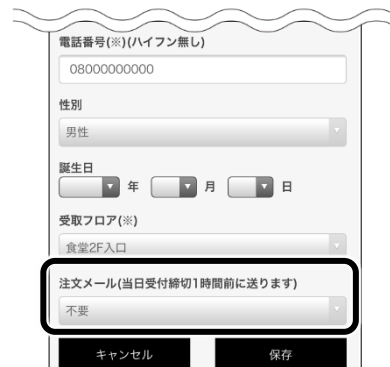 電話番号(※)(ハイフン無し)
08000000000
性別
男性
誕生日
年 月 日
受取フロア(※)
食堂2F入口
注文メール(当日受付締切1時間前に送ります)
不要
キャンセル 保存